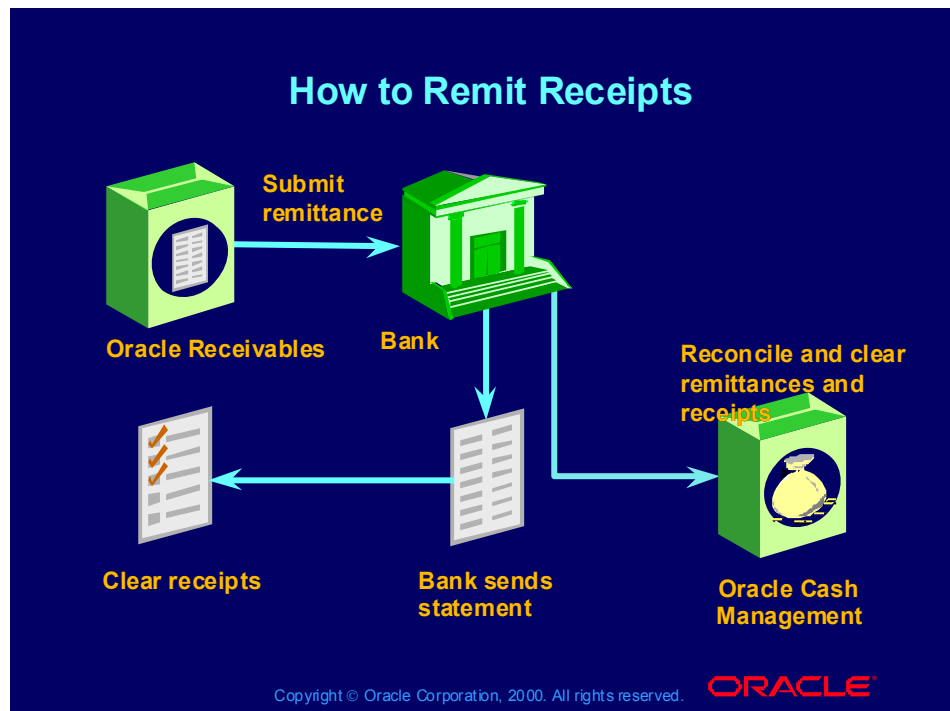 How to Remit Receipts
Submit
remittance
Oracle Receivables
Bank
Reconcile and clear
remittances and
receipts
Clear receipts
Bank sends
statement
Oracle Cash
Management
Copyright © Oracle Corporation, 2000. All rights reserved.
ORACLE®